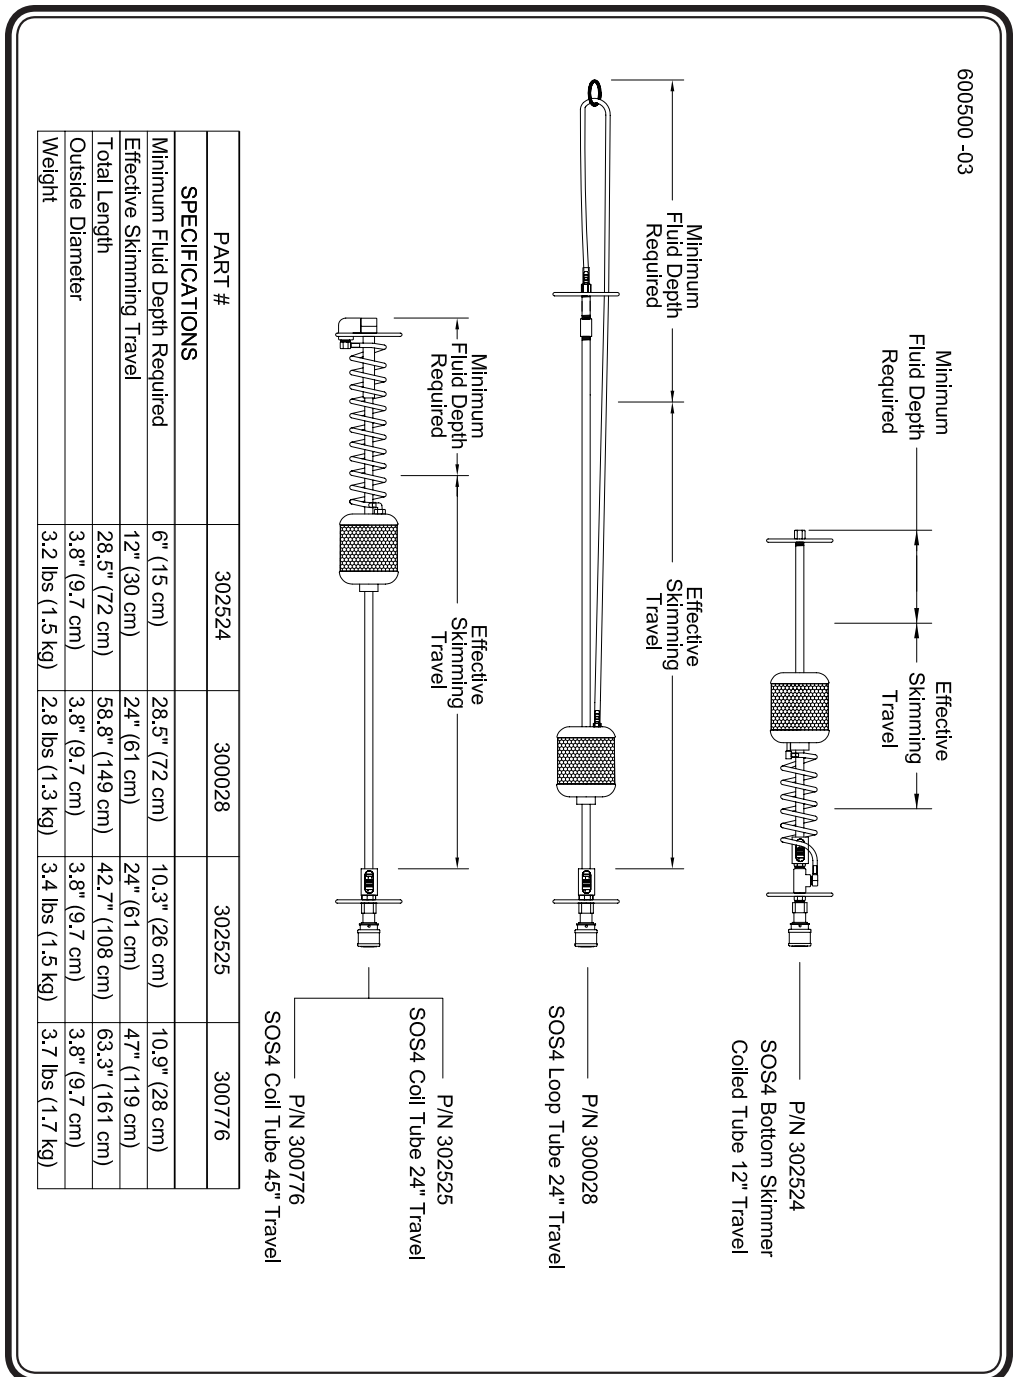 600500 -03
Minimum
Fluid Depth
Required
Effective
Skimming
Travel
P/N 302524
SOS4 Bottom Skimmer
Coiled Tube 12" Travel
Minimum
Fluid Depth
Required
Effective
Skimming
Travel
P/N 300028
SOS4 Loop Tube 24" Travel
Minimum
Fluid Depth
Required
Effective
Skimming
Travel
P/N 302525
SOS4 Coil Tube 24" Travel
P/N 300776
SOS4 Coil Tube 45" Travel
PART # 302524 300028 302525 300776
SPECIFICATIONS
Minimum Fluid Depth Required 6" (15 cm) 28.5" (72 cm) 10.3" (26 cm) 10.9" (28 cm)
Effective Skimming Travel 12" (30 cm) 24" (61 cm) 24" (61 cm) 47" (119 cm)
Total Length 28.5" (72 cm) 58.8" (149 cm) 42.7" (108 cm) 63.3" (161 cm)
Outside Diameter 3.8" (9.7 cm) 3.8" (9.7 cm) 3.8" (9.7 cm) 3.8" (9.7 cm)
Weight 3.2 lbs (1.5 kg) 2.8 lbs (1.3 kg) 3.4 lbs (1.5 kg) 3.7 lbs (1.7 kg)